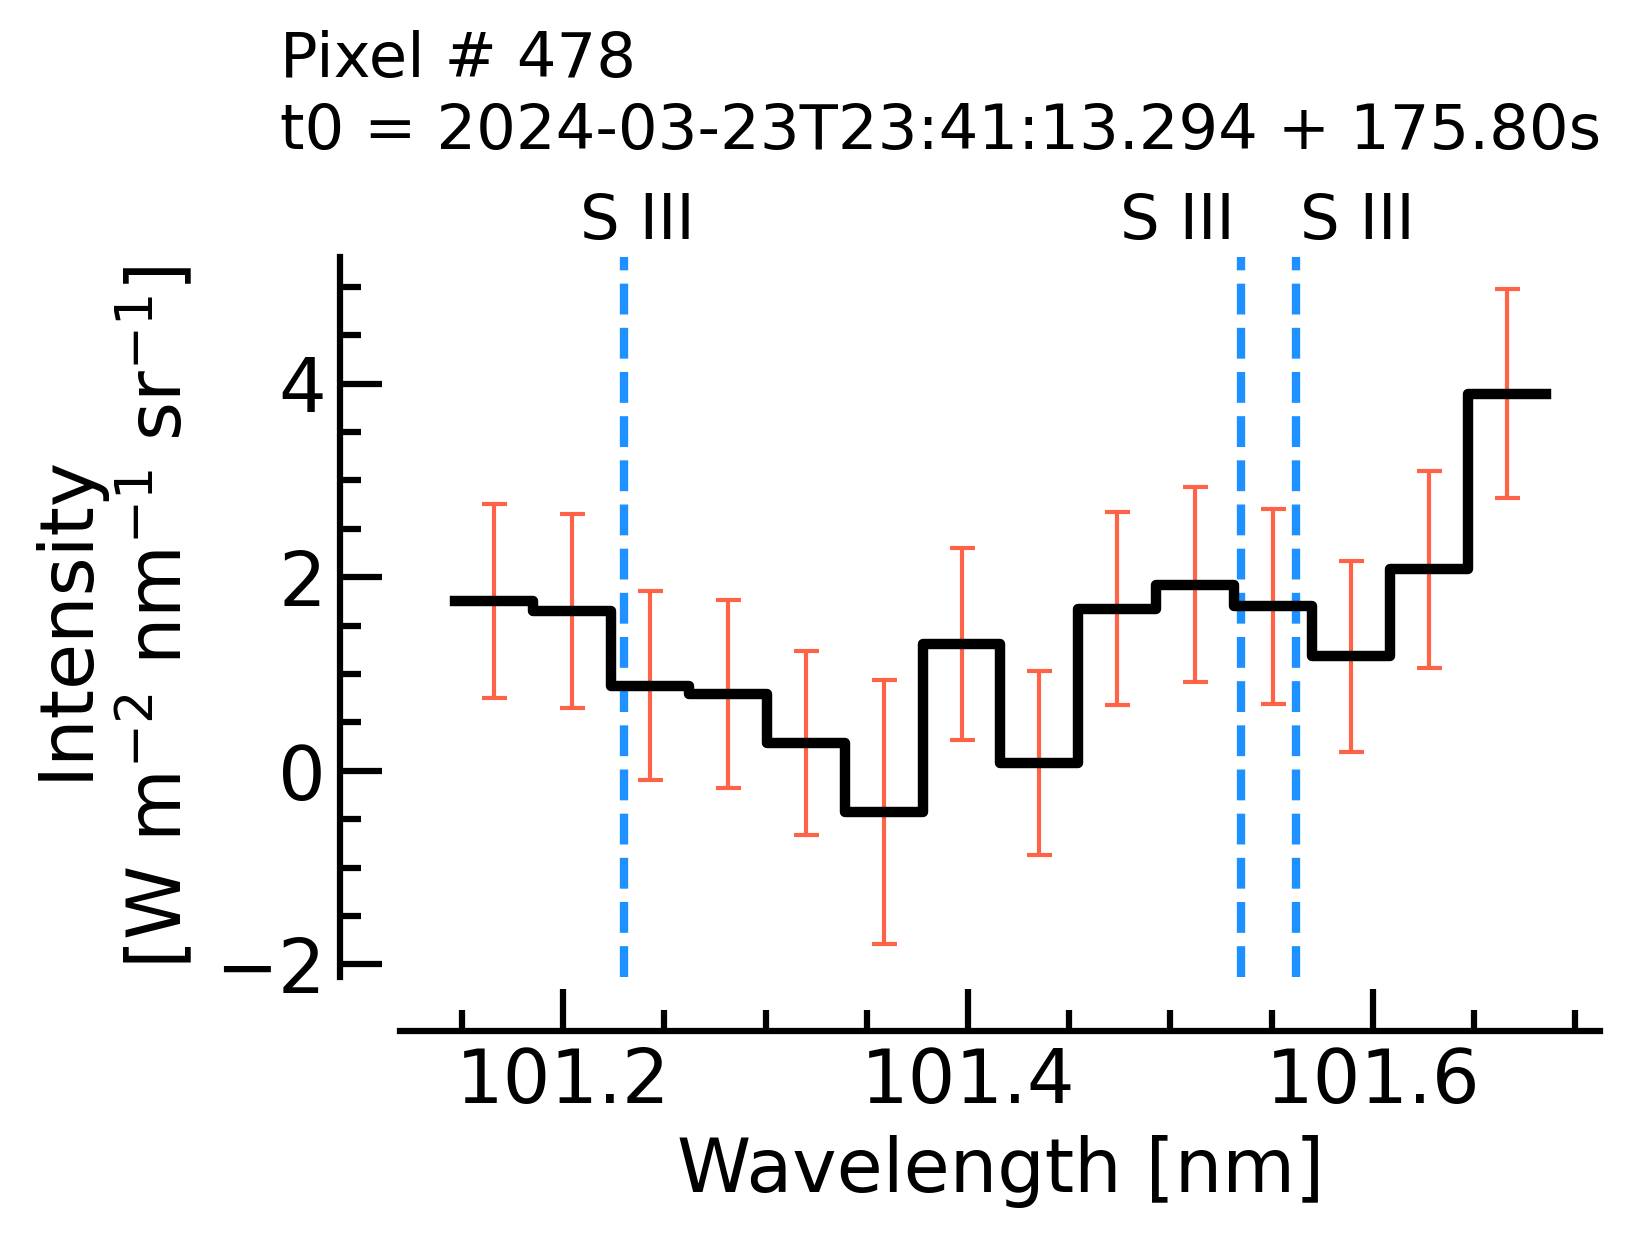 Pixel # 478
t0 = 2024-03-23T23:41:13.294 + 175.80s
S III S III S III
Intensity
[W m⁻² nm⁻¹ sr⁻¹]
4
2
0
−2
101.2 101.4 101.6
Wavelength [nm]